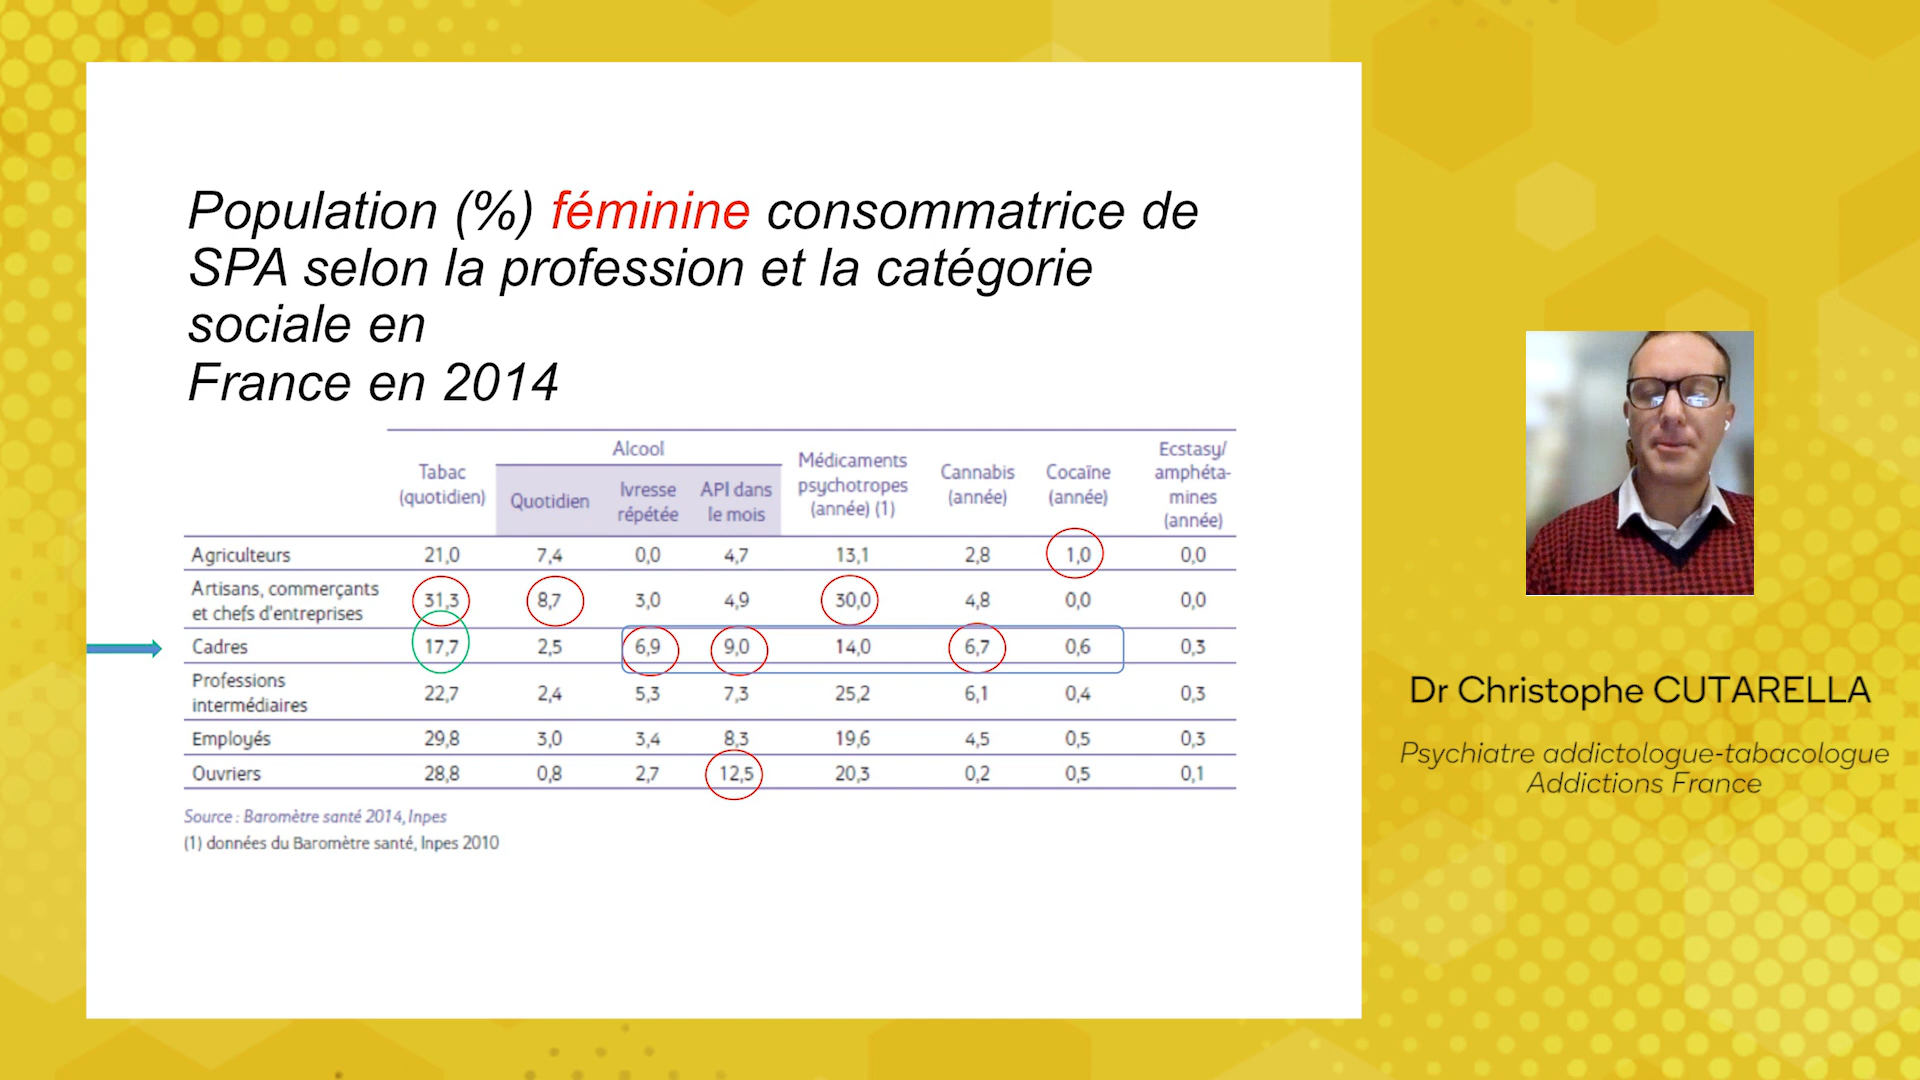 Population (%) féminine consommatrice de
SPA selon la profession et la catégorie
sociale en
France en 2014
Alcool
Tabac
(quotidien)
Quotidien
Ivresse
répétée
API dans
le mois
Médicaments
psychotropes
(année) (1)
Cannabis
(année)
Cocaïne
(année)
Ecstasy/
amphéta-
mines
(année)
Agriculteurs 21,0 7,4 0,0 4,7 13,1 2,8 1,0 0,0
Artisans, commerçants
et chefs d'entreprises 31,3 8,7 3,0 4,9 30,0 4,8 0,0 0,0
Cadres 17,7 2,5 6,9 9,0 14,0 6,7 0,6 0,3
Professions
intermédiaires 22,7 2,4 5,3 7,3 25,2 6,1 0,4 0,3
Employés 29,8 3,0 3,4 8,3 19,6 4,5 0,5 0,3
Ouvriers 28,8 0,8 2,7 12,5 20,3 0,2 0,5 0,1
Source : Baromètre santé 2014, Inpes
(1) données du Baromètre santé, Inpes 2010
Dr Christophe CUTARELLA
Psychiatre addictologue-tabacologue
Addictions France